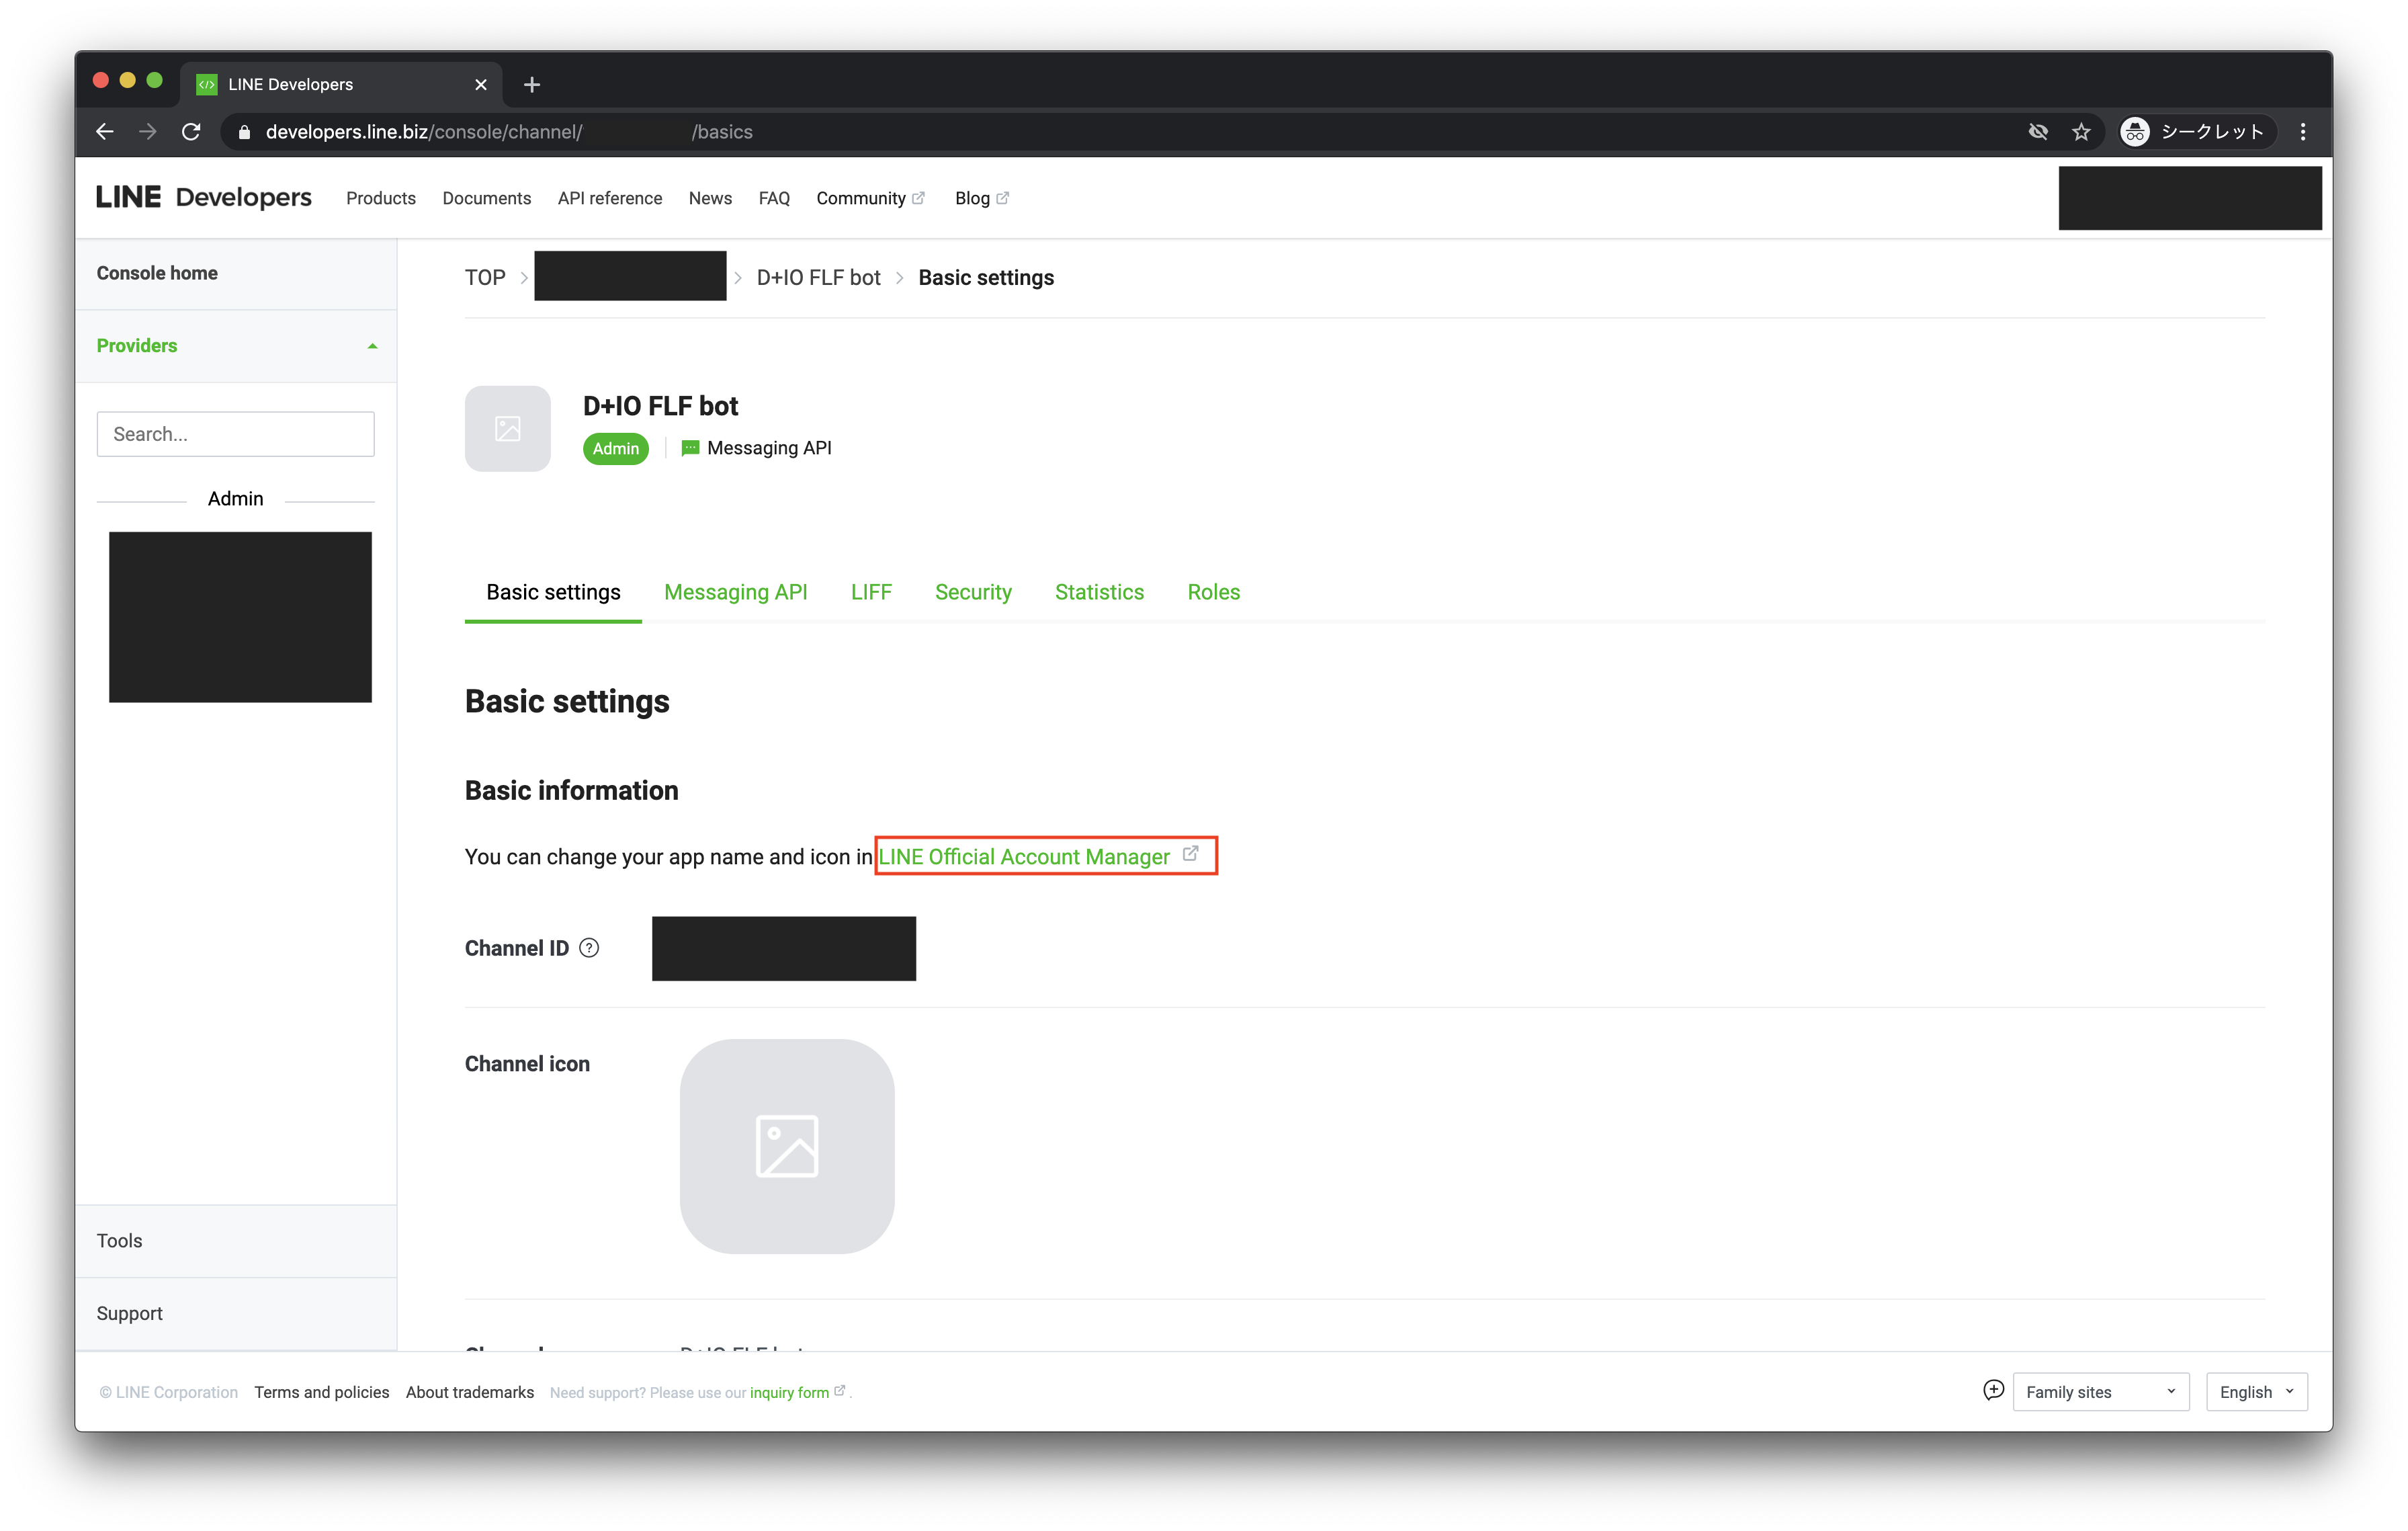 LINE Developers
developers.line.biz/console/channel/ /basics
シークレット
LINE Developers Products Documents API reference News FAQ Community Blog
Console home
Providers
Search...
Admin
Tools
Support
TOP > > D+IO FLF bot > Basic settings
D+IO FLF bot
Admin Messaging API
Basic settings Messaging API LIFF Security Statistics Roles
Basic settings
Basic information
You can change your app name and icon in LINE Official Account Manager
Channel ID
Channel icon
© LINE Corporation Terms and policies About trademarks Need support? Please use our inquiry form .
Family sites
English